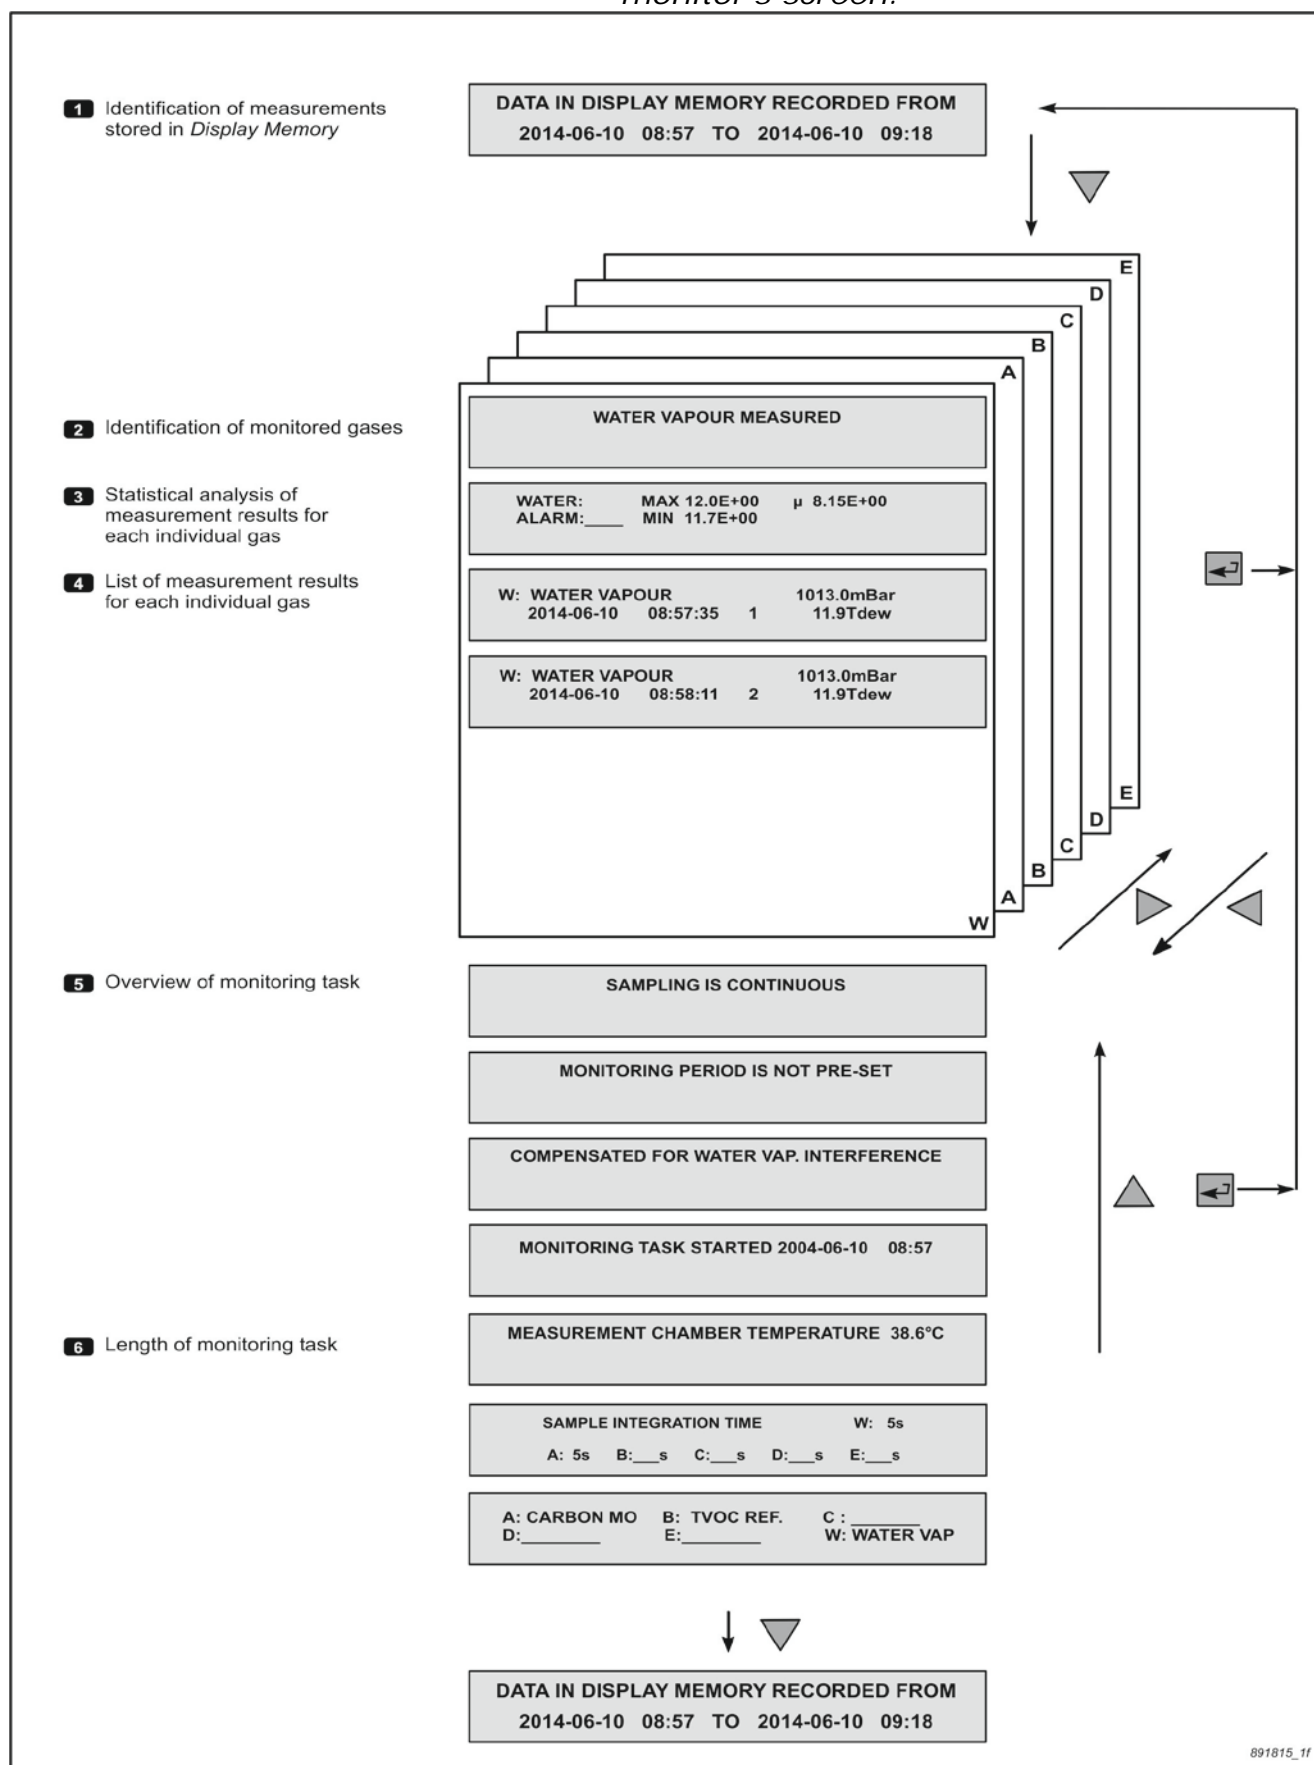 monitor's screen.
1 Identification of measurements
stored in Display Memory
DATA IN DISPLAY MEMORY RECORDED FROM
2014-06-10 08:57 TO 2014-06-10 09:18
E
D
C
B
A
2 Identification of monitored gases
WATER VAPOUR MEASURED
3 Statistical analysis of
measurement results for
each individual gas
WATER: MAX 12.0E+00 µ 8.15E+00
ALARM:____ MIN 11.7E+00
4 List of measurement results
for each individual gas
W: WATER VAPOUR 1013.0mBar
2014-06-10 08:57:35 1 11.9Tdew
W: WATER VAPOUR 1013.0mBar
2014-06-10 08:58:11 2 11.9Tdew
E
D
C
B
A
W
5 Overview of monitoring task
SAMPLING IS CONTINUOUS
MONITORING PERIOD IS NOT PRE-SET
COMPENSATED FOR WATER VAP. INTERFERENCE
MONITORING TASK STARTED 2004-06-10 08:57
6 Length of monitoring task
MEASUREMENT CHAMBER TEMPERATURE 38.6°C
SAMPLE INTEGRATION TIME W: 5s
A: 5s B:___s C:___s D:___s E:___s
A: CARBON MO B: TVOC REF. C : _______
D:________ E:________ W: WATER VAP
DATA IN DISPLAY MEMORY RECORDED FROM
2014-06-10 08:57 TO 2014-06-10 09:18
891815_1f